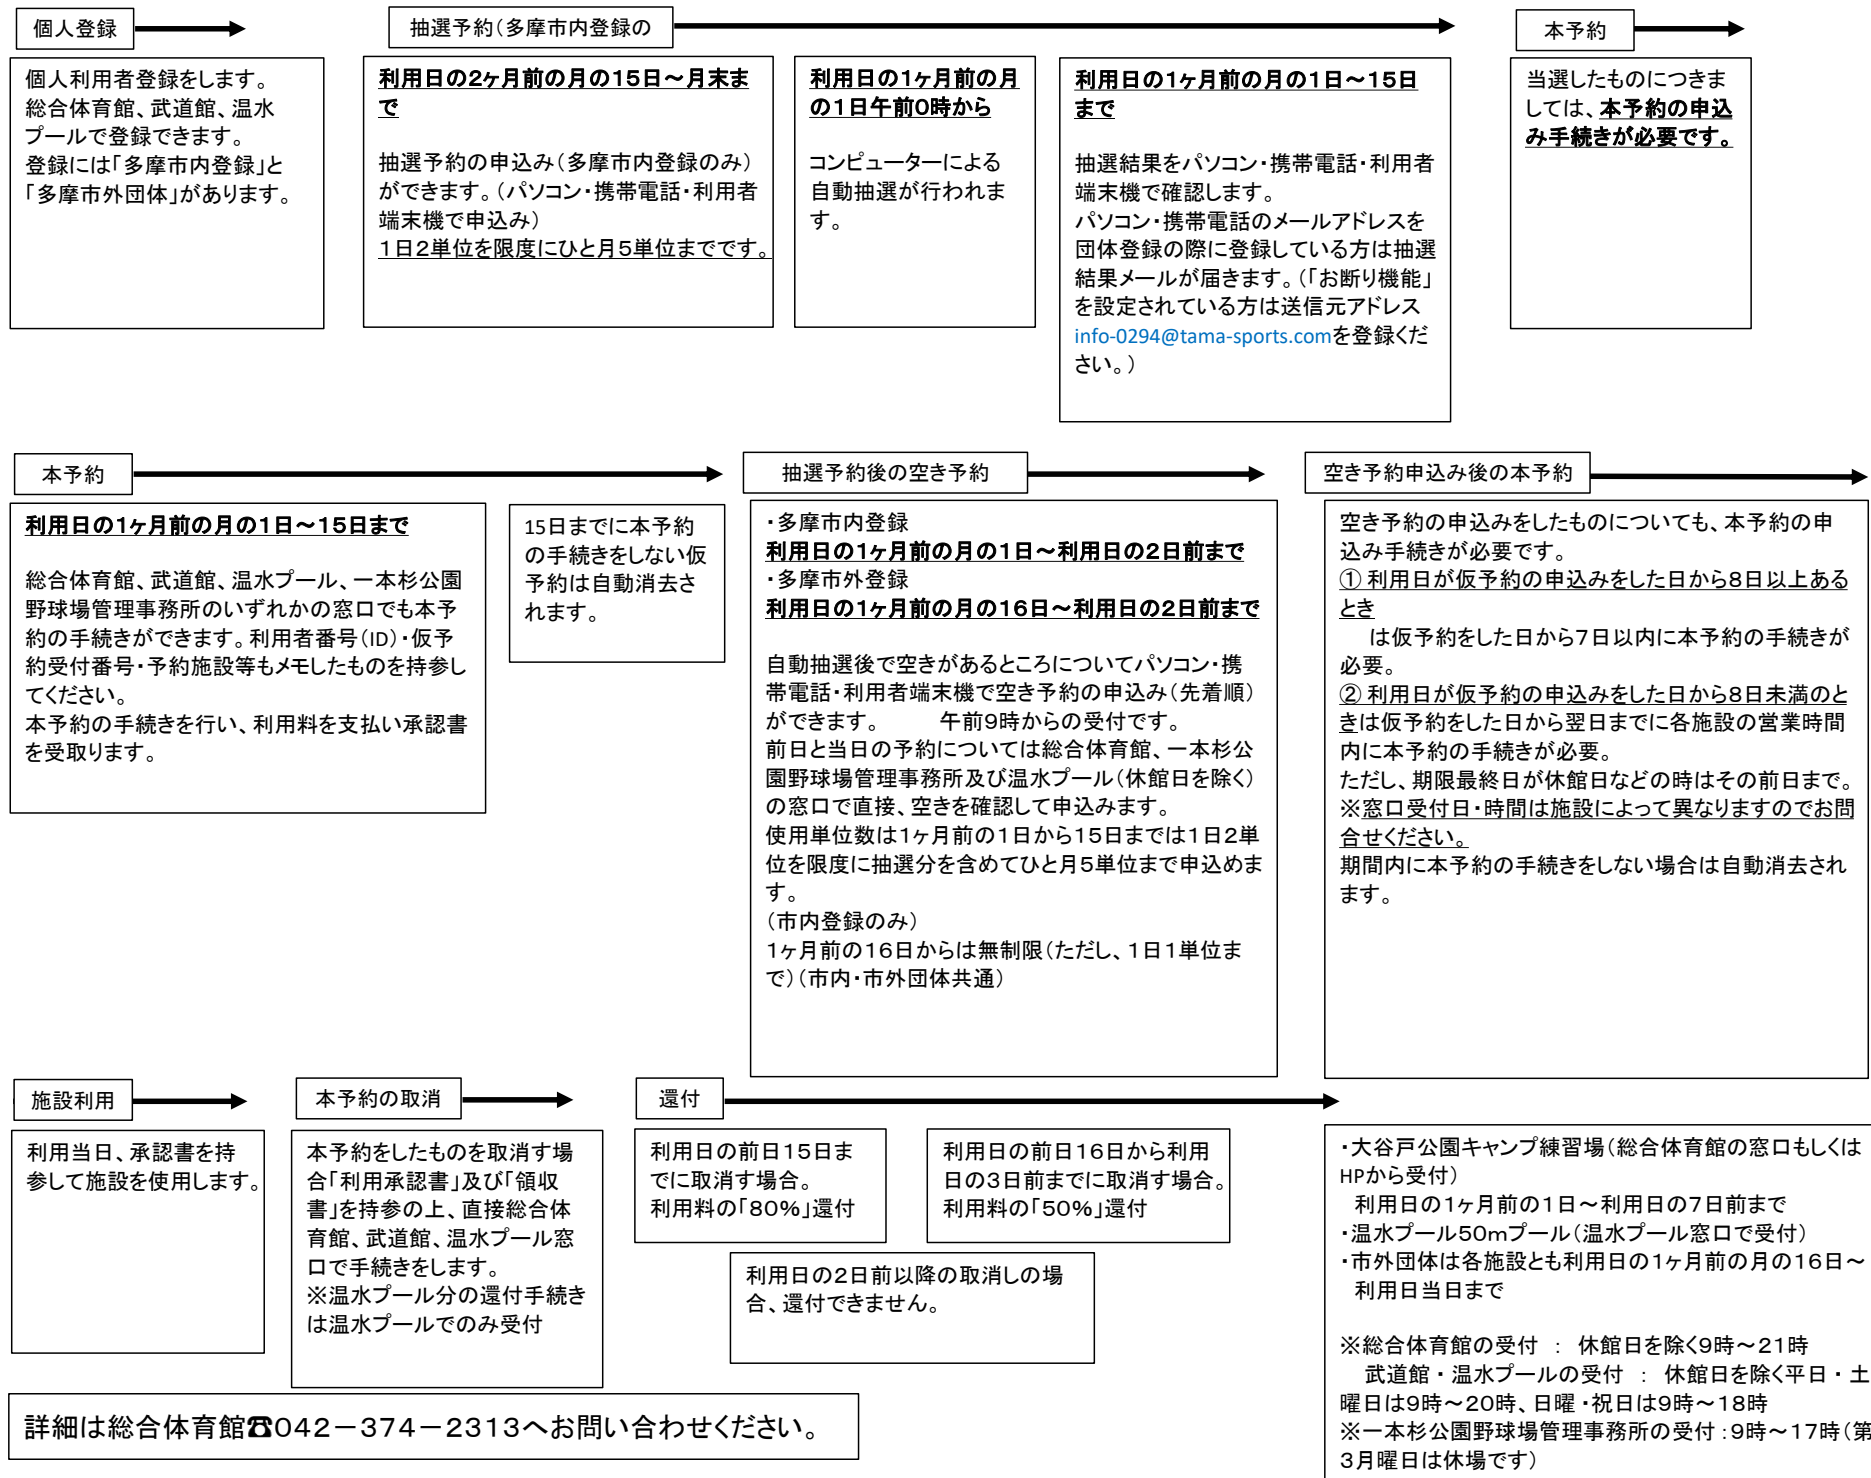 個人登録
個人利用者登録をします。
総合体育館、武道館、温水
プールで登録できます。
登録には「多摩市内登録」と
「多摩市外団体」があります。
抽選予約(多摩市内登録の
利用日の2ヶ月前の月の15日～月末ま
で
抽選予約の申込み(多摩市内登録のみ)
ができます。(パソコン・携帯電話・利用者
端末機で申込み)
1日2単位を限度にひと月5単位までです。
利用日の1ヶ月前の月
の1日午前0時から
コンピューターによる
自動抽選が行われま
す。
利用日の1ヶ月前の月の1日～15日
まで
抽選結果をパソコン・携帯電話・利用者
端末機で確認します。
パソコン・携帯電話のメールアドレスを
団体登録の際に登録している方は抽選
結果メールが届きます。(「お断り機能」
を設定されている方は送信元アドレス
info-0294@tama-sports.comを登録くだ
さい。)
本予約
当選したものにつきま
しては、本予約の申込
み手続きが必要です。
本予約
利用日の1ヶ月前の月の1日～15日まで
総合体育館、武道館、温水プール、一本杉公園
野球場管理事務所のいずれかの窓口でも本予
約の手続きができます。利用者番号(ID)・仮予
約受付番号・予約施設等もメモしたものを持参し
てください。
本予約の手続きを行い、利用料を支払い承認書
を受取ります。
15日までに本予約
の手続きをしない仮
予約は自動消去さ
れます。
抽選予約後の空き予約
・多摩市内登録
利用日の1ヶ月前の月の1日～利用日の2日前まで
・多摩市外登録
利用日の1ヶ月前の月の16日～利用日の2日前まで
自動抽選後で空きがあるところについてパソコン・携
帯電話・利用者端末機で空き予約の申込み(先着順)
ができます。　　午前9時からの受付です。
前日と当日の予約については総合体育館、一本杉公
園野球場管理事務所及び温水プール(休館日を除く)
の窓口で直接、空きを確認して申込みます。
使用単位数は1ヶ月前の1日から15日までは1日2単
位を限度に抽選分を含めてひと月5単位まで申込めま
す。
(市内登録のみ)
1ヶ月前の16日からは無制限(ただし、1日1単位ま
で)(市内・市外団体共通)
空き予約申込み後の本予約
空き予約の申込みをしたものについても、本予約の申
込み手続きが必要です。
① 利用日が仮予約の申込みをした日から8日以上ある
とき
は仮予約をした日から7日以内に本予約の手続きが
必要。
② 利用日が仮予約の申込みをした日から8日未満のと
きは仮予約をした日から翌日までに各施設の営業時間
内に本予約の手続きが必要。
ただし、期限最終日が休館日などの時はその前日まで。
※窓口受付日・時間は施設によって異なりますのでお問
合せください。
期間内に本予約の手続きをしない場合は自動消去され
ます。
施設利用
利用当日、承認書を持
参して施設を使用します。
本予約の取消
本予約をしたものを取消す場
合「利用承認書」及び「領収
書」を持参の上、直接総合体
育館、武道館、温水プール窓
口で手続きをします。
※温水プール分の還付手続き
は温水プールでのみ受付
還付
利用日の前日15日ま
でに取消す場合。
利用料の「80%」還付
利用日の前日16日から利用
日の3日前までに取消す場合。
利用料の「50%」還付
利用日の2日前以降の取消しの場
合、還付できません。
・大谷戸公園キャンプ練習場(総合体育館の窓口もしくは
HPから受付)
利用日の1ヶ月前の1日～利用日の7日前まで
・温水プール50mプール(温水プール窓口で受付)
・市外団体は各施設とも利用日の1ヶ月前の月の16日～
利用日当日まで
※総合体育館の受付　:　休館日を除く9時～21時
武道館・温水プールの受付　:　休館日を除く平日・土
曜日は9時～20時、日曜・祝日は9時～18時
※一本杉公園野球場管理事務所の受付:9時～17時(第
3月曜日は休場です)
詳細は総合体育館☎042－374－2313へお問い合わせください。